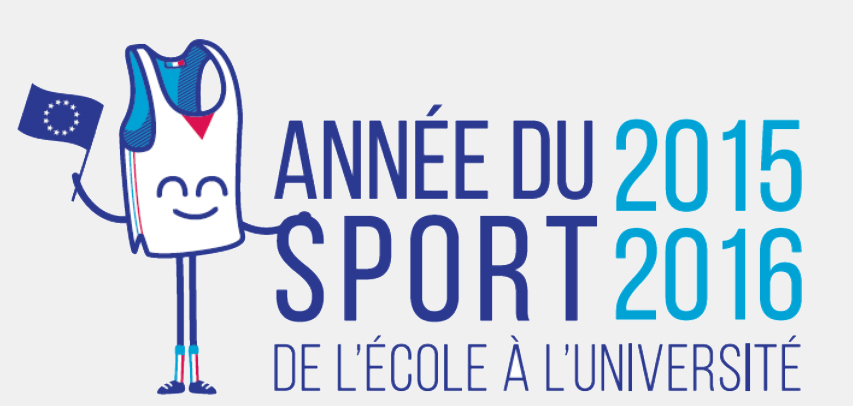 ANNÉE DU 2015
SPORT 2016
DE L'ÉCOLE À L'UNIVERSITÉ